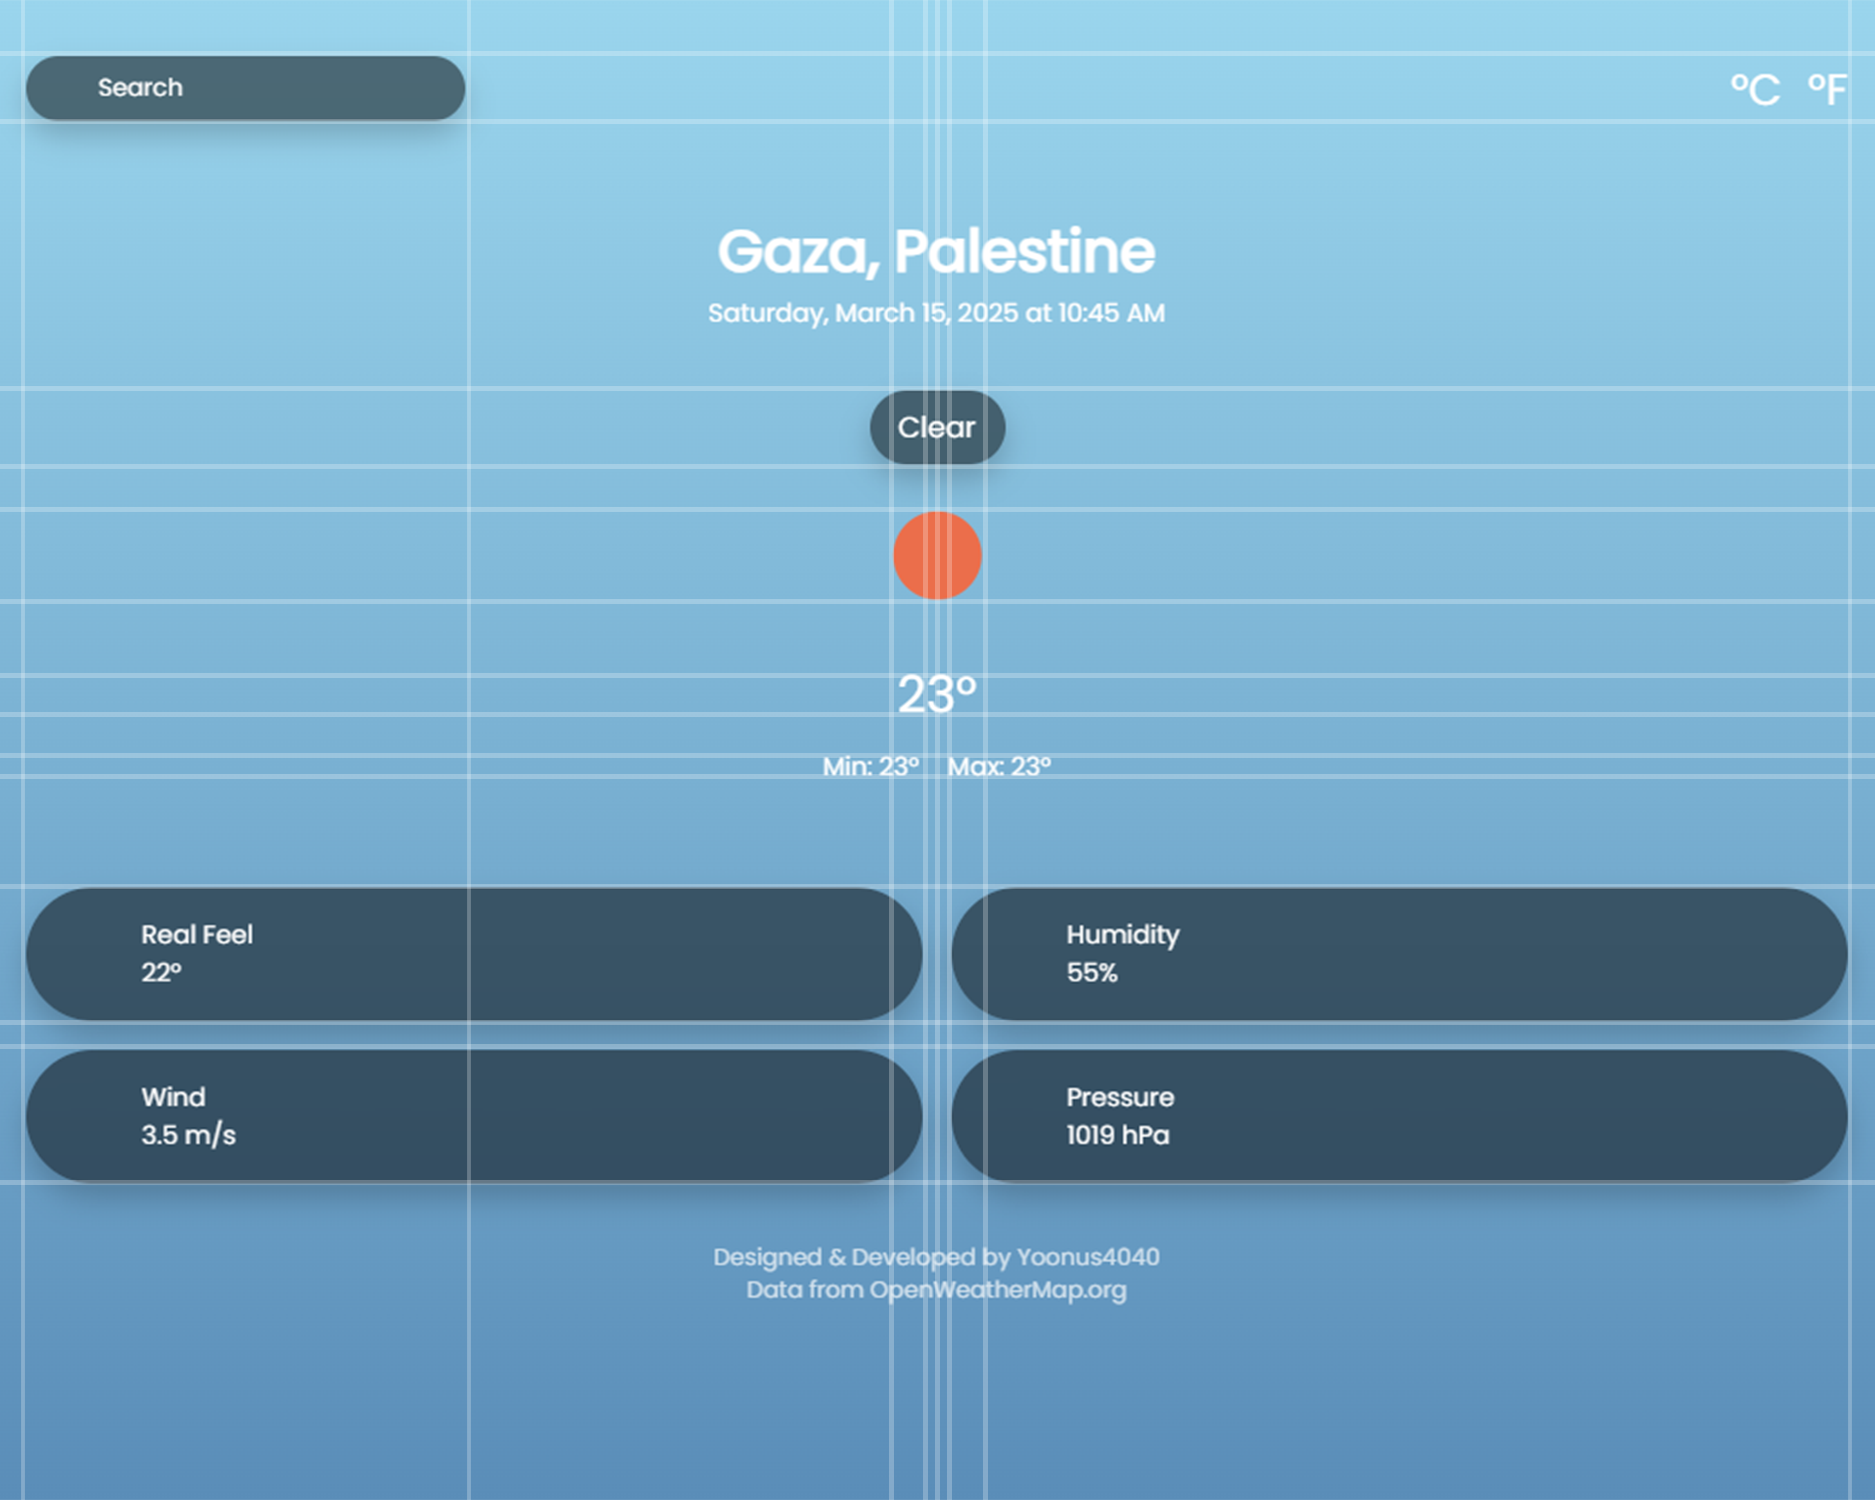 Search
°C °F
Gaza, Palestine
Saturday, March 15, 2025 at 10:45 AM
Clear
23°
Min: 23° Max: 23°
Real Feel
22°
Humidity
55%
Wind
3.5 m/s
Pressure
1019 hPa
Designed & Developed by Yoonus4040
Data from OpenWeatherMap.org